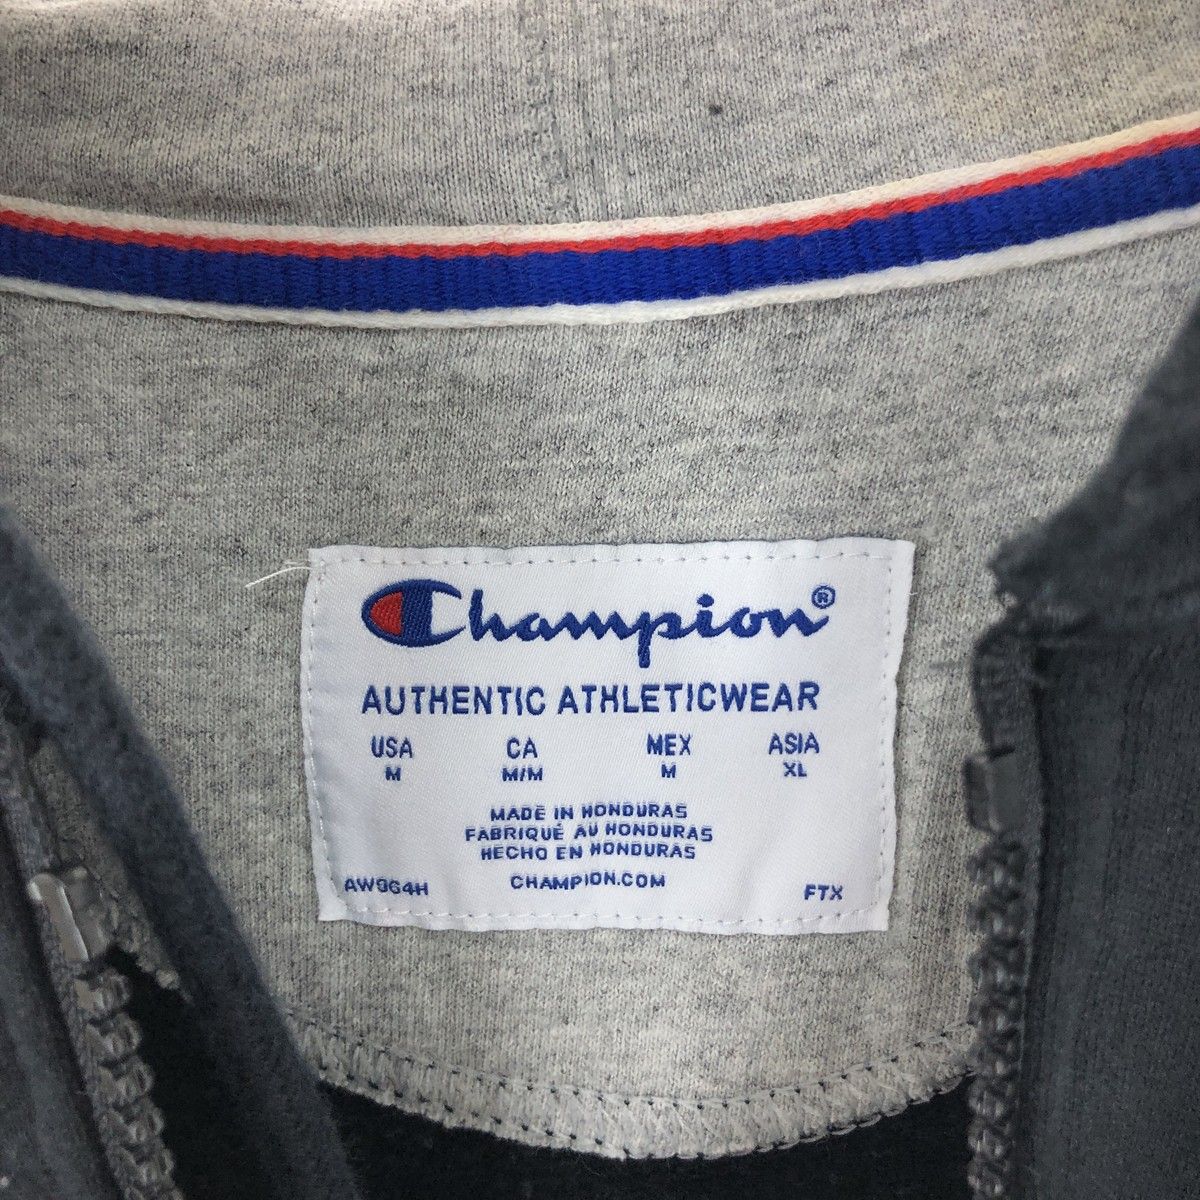 Champion®
AUTHENTIC ATHLETICWEAR
USA CA MEX ASIA
M M/M M XL
MADE IN HONDURAS
FABRIQUÉ AU HONDURAS
HECHO EN HONDURAS
CHAMPION.COM
AW964H FTX